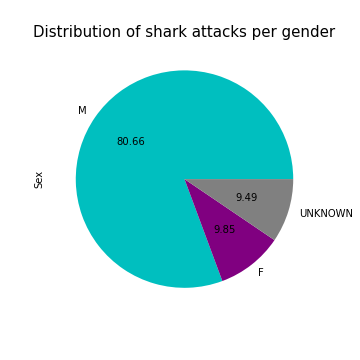 Distribution of shark attacks per gender
M
80.66
Sex
9.49
UNKNOWN
9.85
F